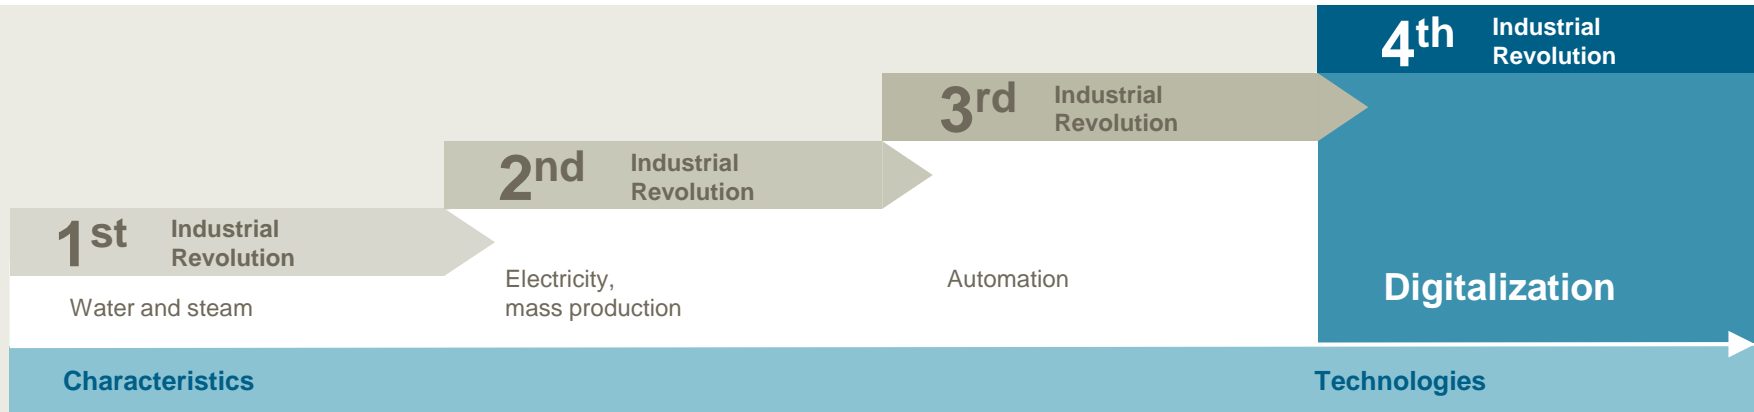 1st
Industrial
Revolution
Water and steam
2nd
Industrial
Revolution
Electricity,
mass production
3rd
Industrial
Revolution
Automation
4th
Industrial
Revolution
Digitalization
Characteristics
Technologies